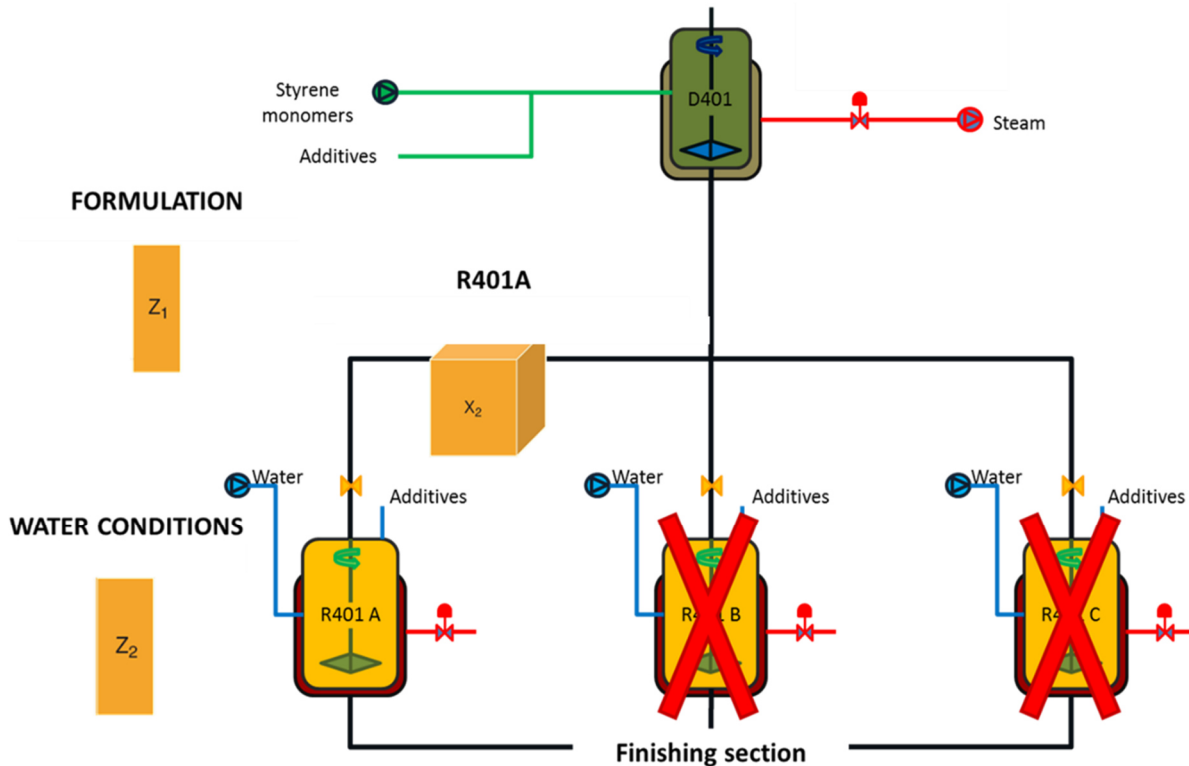 Styrene
monomers
Additives
D401
Steam
FORMULATION
Z₁
R401A
X₂
Water
Additives
Water
Additives
Water
Additives
WATER CONDITIONS
Z₂
R401 A
B
C
Finishing section